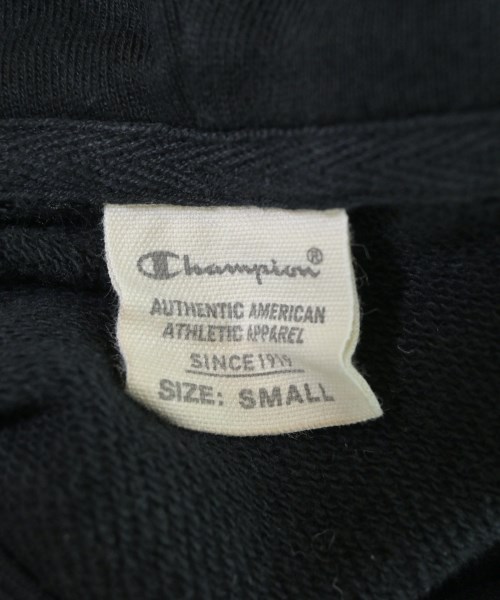 Champion®
AUTHENTIC AMERICAN
ATHLETIC APPAREL
SINCE 1919
SIZE: SMALL